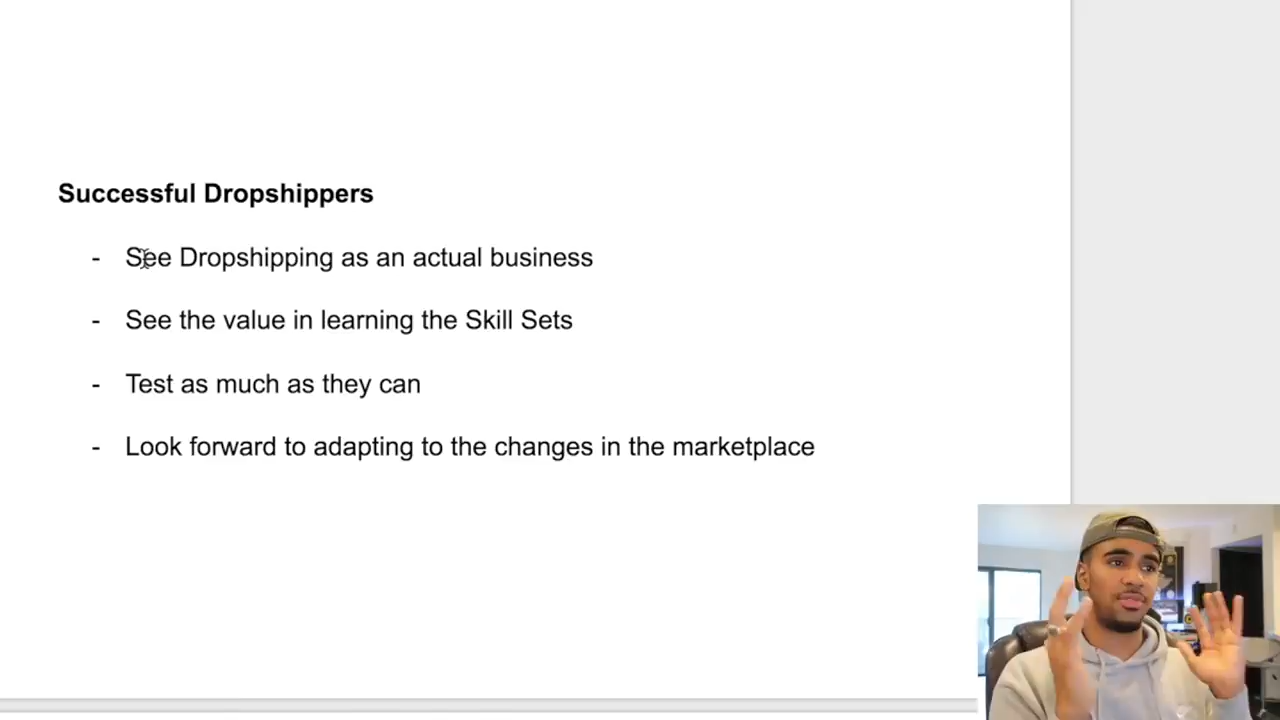 Successful Dropshippers
- See Dropshipping as an actual business
- See the value in learning the Skill Sets
- Test as much as they can
- Look forward to adapting to the changes in the marketplace